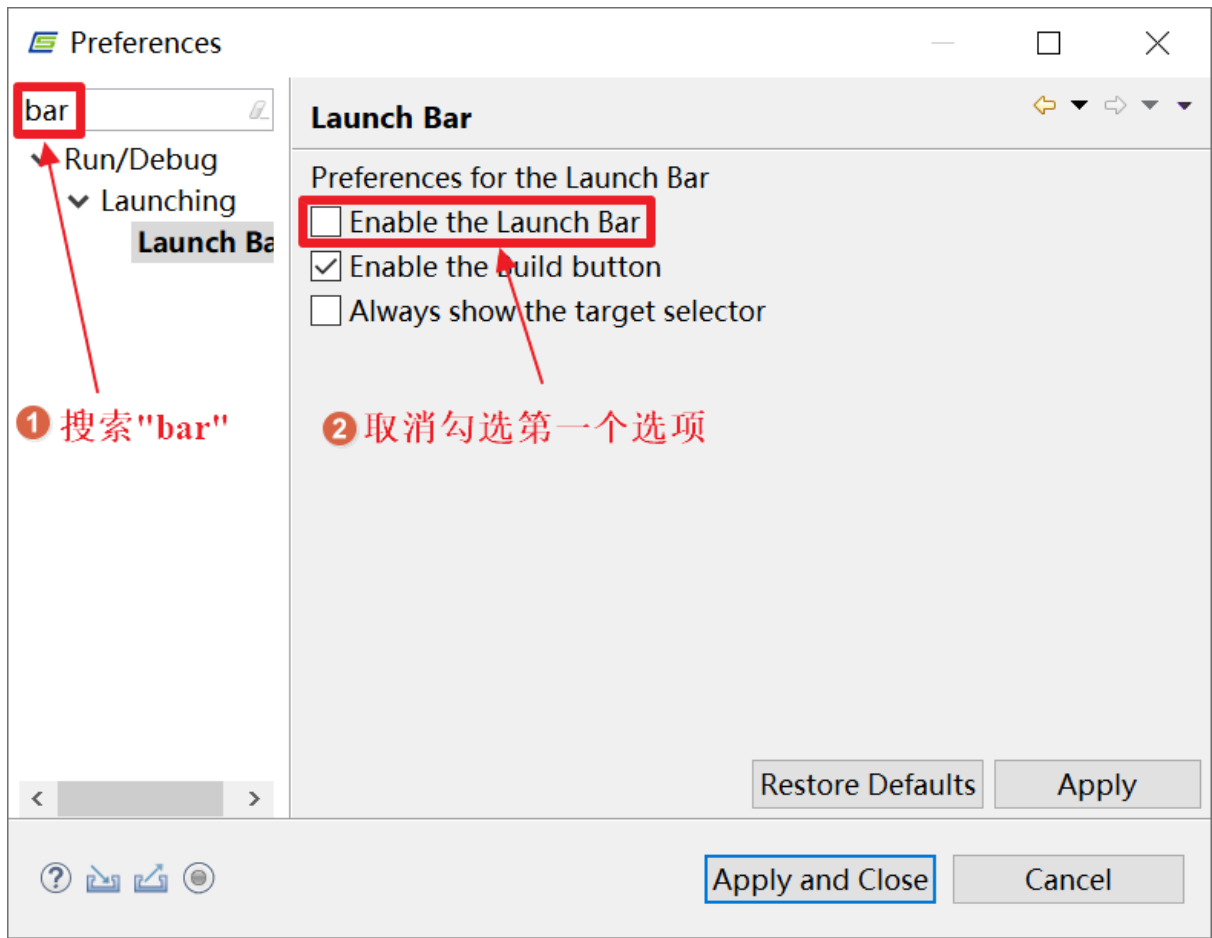 Preferences
bar
Run/Debug
Launching
Launch Ba
Launch Bar
Preferences for the Launch Bar
Enable the Launch Bar
Enable the build button
Always show the target selector
1 搜索"bar"
2 取消勾选第一个选项
Restore Defaults
Apply
Apply and Close
Cancel